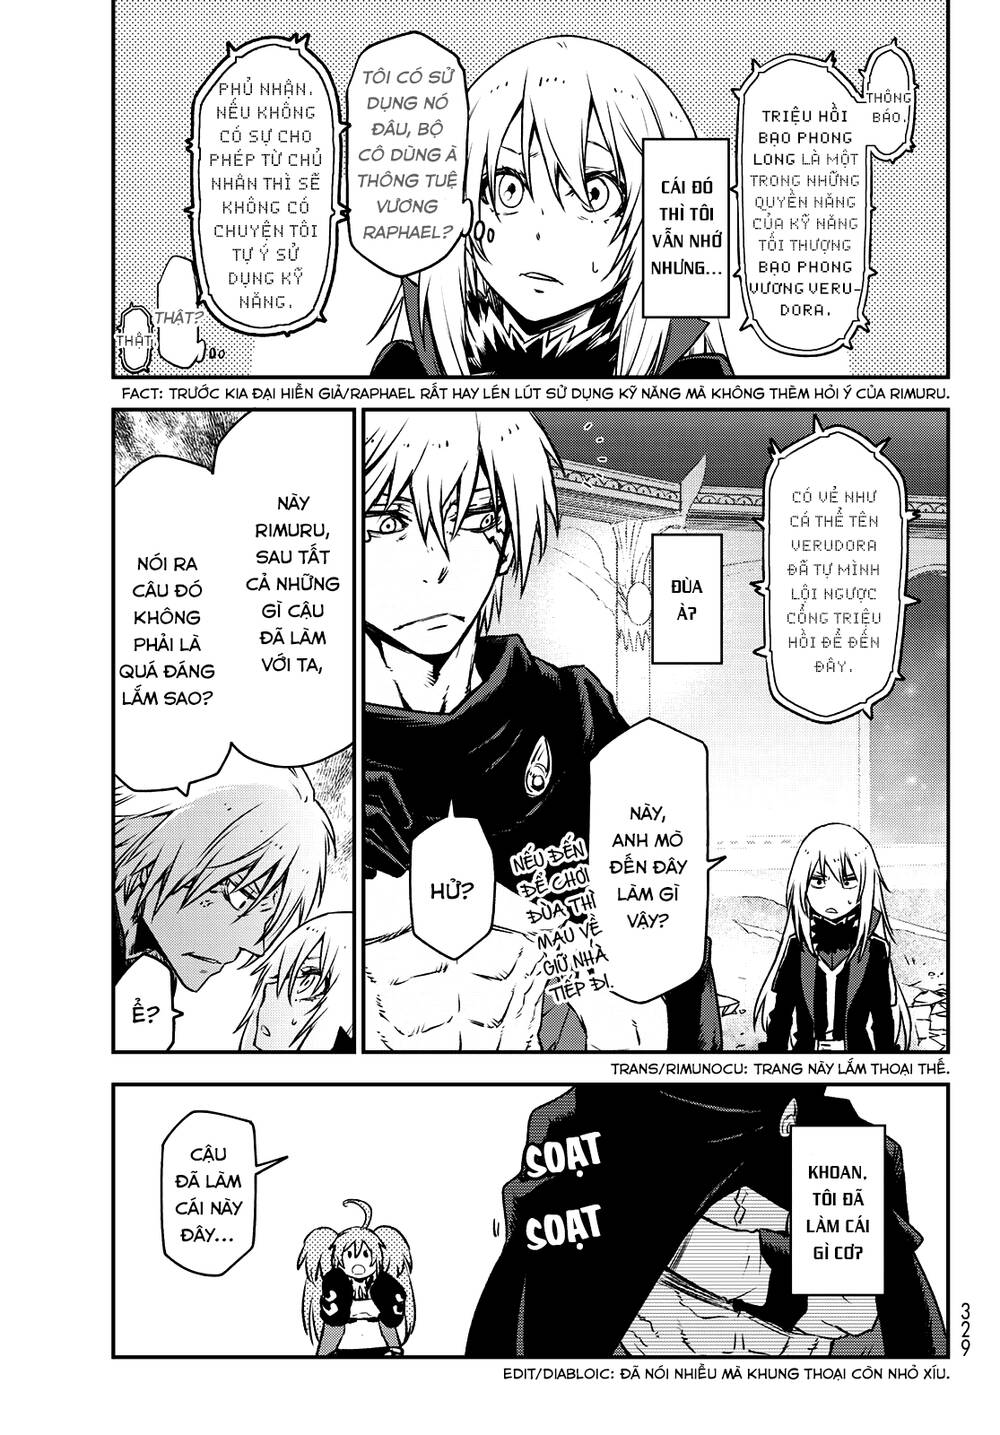 THÔNG
BÁO.
TRIỆU HỒI
BẠO PHONG
LONG LÀ MỘT
TRONG NHỮNG
QUYỀN NĂNG
CỦA KỸ NĂNG
TỐI THƯỢNG
BẠO PHONG
VƯƠNG VERU-
DORA.
CÁI ĐÓ
THÌ TÔI
VẪN NHỚ
NHƯNG...
TÔI CÓ SỬ
DỤNG NÓ
ĐÂU, BỘ
CÔ DÙNG À
THÔNG TUỆ
VƯƠNG
RAPHAEL?
PHỦ NHẬN.
NẾU KHÔNG
CÓ SỰ CHO
PHÉP TỪ CHỦ
NHÂN THÌ SẼ
KHÔNG CÓ
CHUYỆN TÔI
TỰ Ý SỬ
DỤNG KỸ
NĂNG.
THẬT?
THẬT
FACT: TRƯỚC KIA ĐẠI HIỀN GIẢ/RAPHAEL RẤT HAY LÉN LÚT SỬ DỤNG KỸ NĂNG MÀ KHÔNG THÈM HỎI Ý CỦA RIMURU.
CÓ VẺ NHƯ
CÁ THỂ TÊN
VERUDORA
ĐÃ TỰ MÌNH
LỘI NGƯỢC
CỔNG TRIỆU
HỒI ĐỂ ĐẾN
ĐÂY.
ĐÙA
À?
NÀY,
ANH MÒ
ĐẾN ĐÂY
LÀM GÌ
VẬY?
NẾU ĐẾN
ĐỂ CHƠI
ĐÙA THÌ
MAU VỀ
GIỮ NHÀ
TIẾP ĐI.
HỬ?
NÀY
RIMURU,
SAU TẤT
CẢ NHỮNG
GÌ CẬU
ĐÃ LÀM
VỚI TA,
NÓI RA
CÂU ĐÓ
KHÔNG
PHẢI LÀ
QUÁ ĐÁNG
LẮM SAO?
Ể?
TRANS/RIMUNOCU: TRANG NÀY LẮM THOẠI THẾ.
KHOAN.
TÔI ĐÃ
LÀM CÁI
GÌ CƠ?
SOẠT
SOẠT
CẬU
ĐÃ LÀM
CÁI NÀY
ĐÂY...
329
EDIT/DIABLOIC: ĐÃ NÓI NHIỀU MÀ KHUNG THOẠI CÒN NHỎ XÍU.